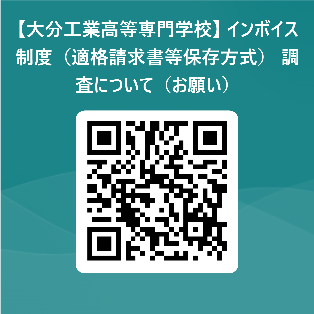 【大分工業高等専門学校】インボイス
制度（適格請求書等保存方式） 調
査について（お願い）